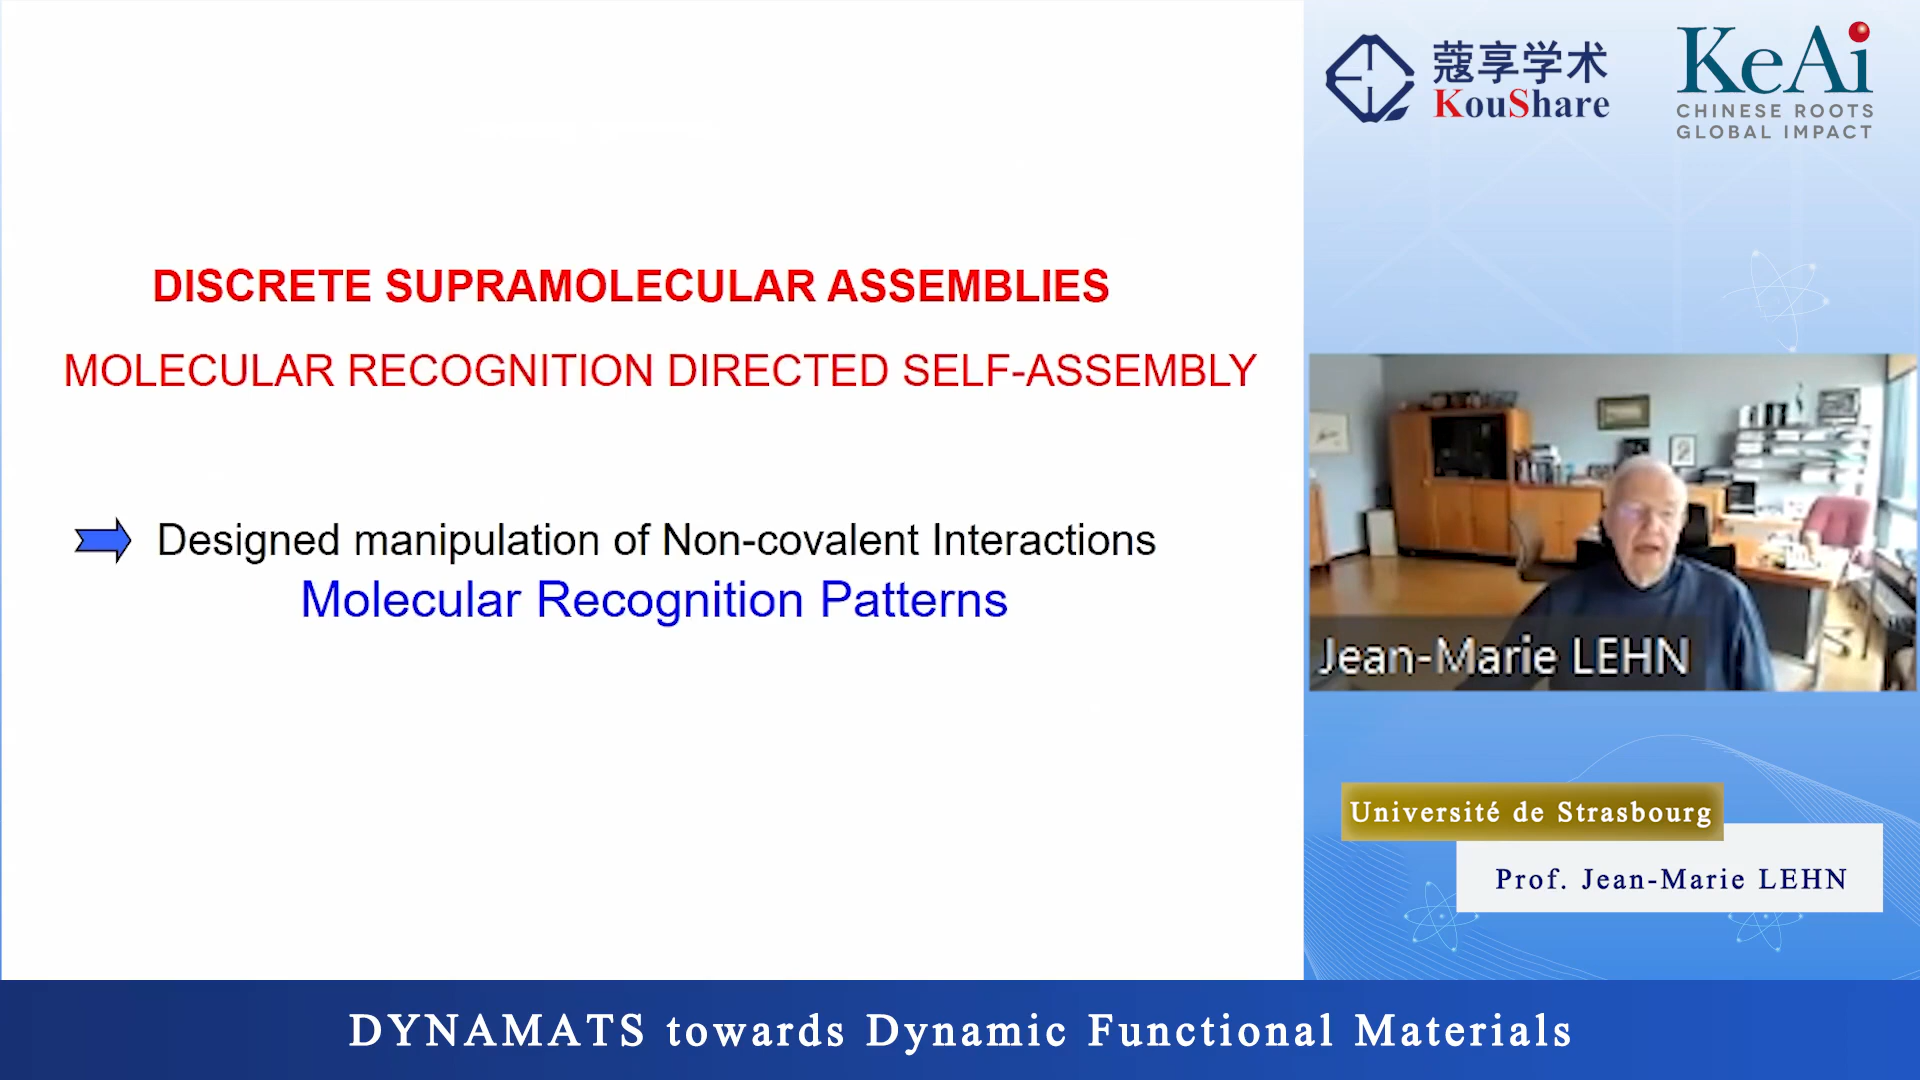 DISCRETE SUPRAMOLECULAR ASSEMBLIES
MOLECULAR RECOGNITION DIRECTED SELF-ASSEMBLY
Designed manipulation of Non-covalent Interactions
Molecular Recognition Patterns
蔻享学术
KouShare
KeAi
CHINESE ROOTS
GLOBAL IMPACT
Jean-Marie LEHN
Université de Strasbourg
Prof. Jean-Marie LEHN
DYNAMATS towards Dynamic Functional Materials